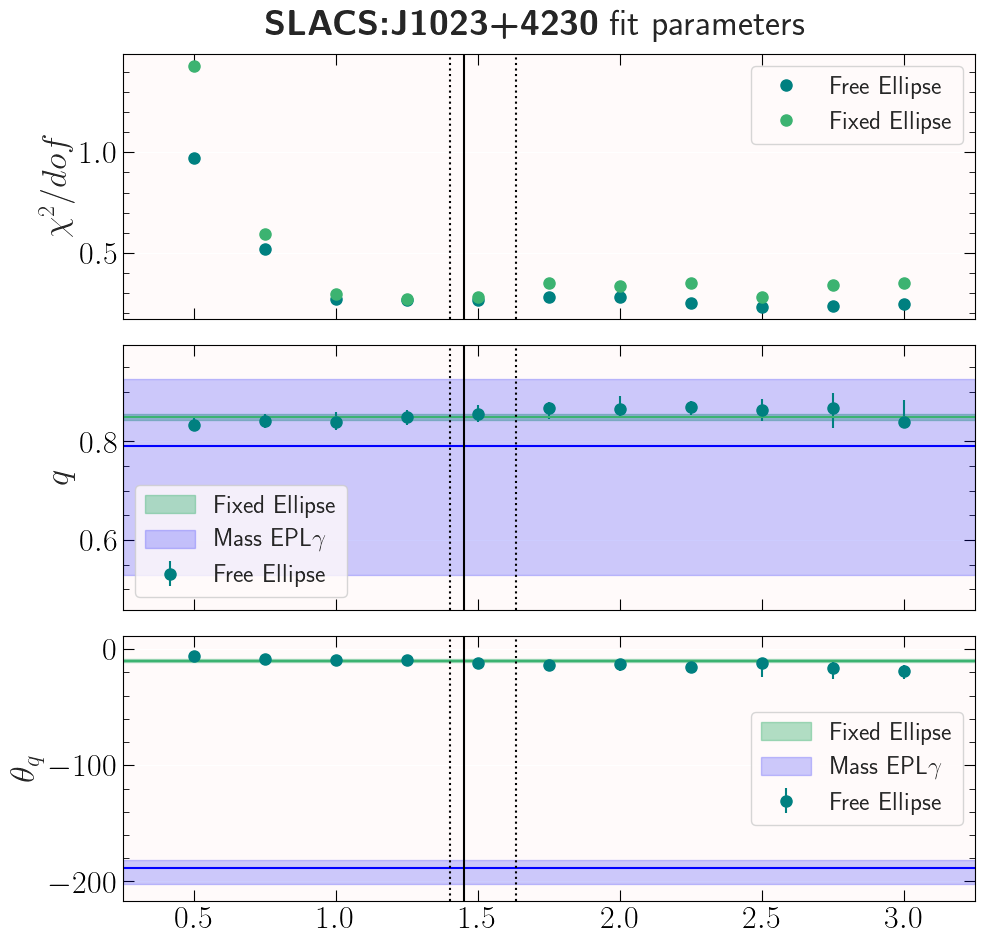 SLACS:J1023+4230 fit parameters
χ²/dof
1.0
0.5
Free Ellipse
Fixed Ellipse
q
0.8
0.6
Fixed Ellipse
Mass EPLγ
Free Ellipse
θ_q
0
−100
−200
Fixed Ellipse
Mass EPLγ
Free Ellipse
0.5 1.0 1.5 2.0 2.5 3.0